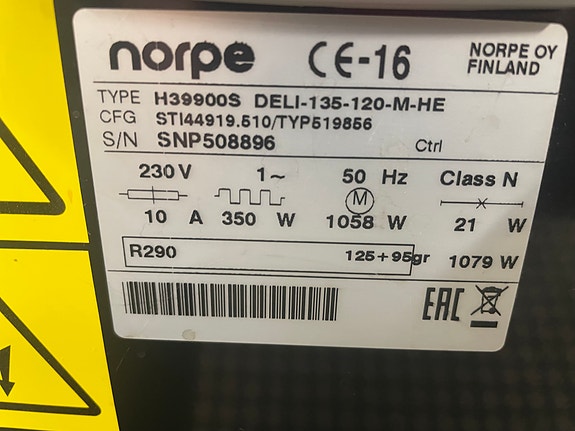 norpe CE-16 NORPE OY
FINLAND
TYPE H39900S DELI-135-120-M-HE
CFG STI44919.510/TYP519856
S/N SNP508896 Ctrl
230 V 1~ 50 Hz Class N
M
10 A 350 W 1058 W 21 W
R290 125+95gr 1079 W
EAC